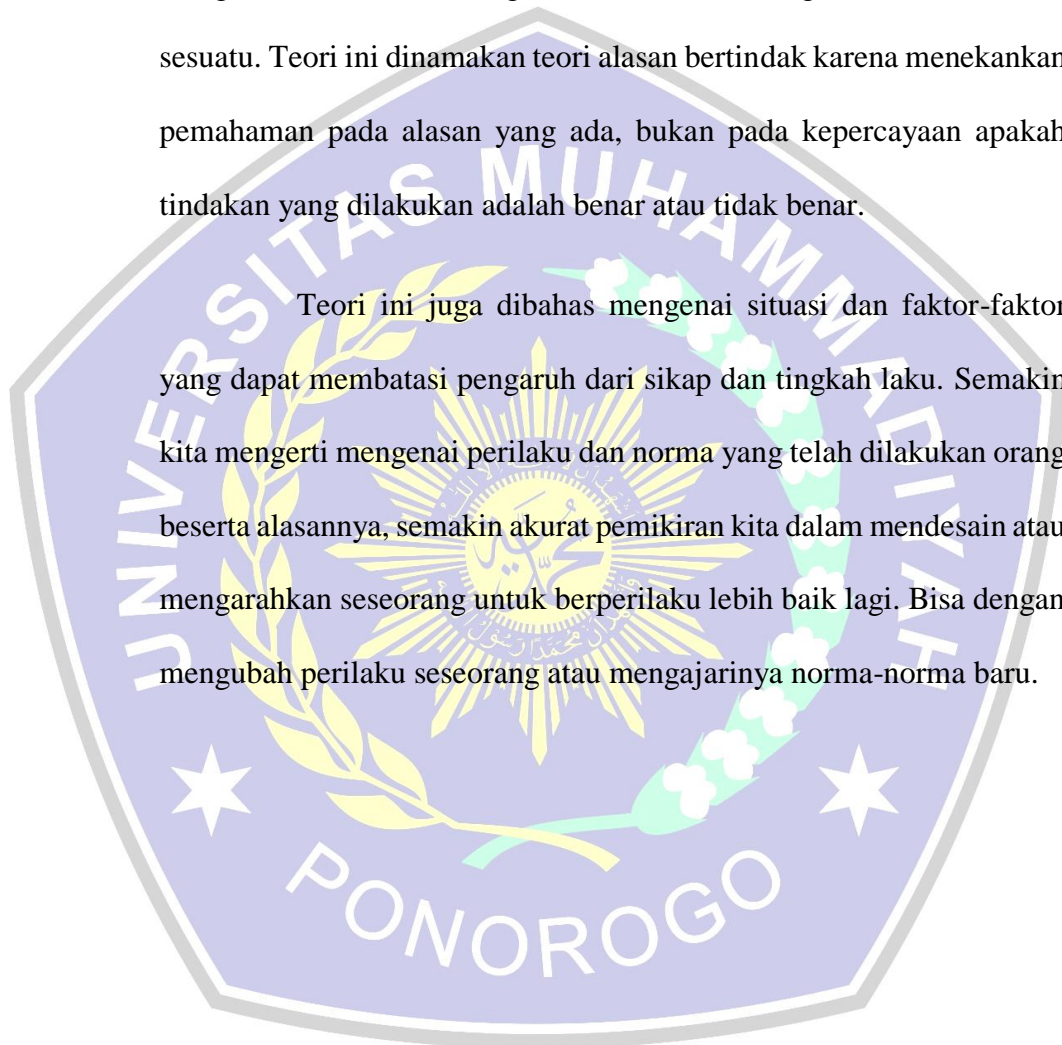 sesuatu. Teori ini dinamakan teori alasan bertindak karena menekankan
pemahaman pada alasan yang ada, bukan pada kepercayaan apakah
tindakan yang dilakukan adalah benar atau tidak benar.
Teori ini juga dibahas mengenai situasi dan faktor-faktor
yang dapat membatasi pengaruh dari sikap dan tingkah laku. Semakin
kita mengerti mengenai perilaku dan norma yang telah dilakukan orang
beserta alasannya, semakin akurat pemikiran kita dalam mendesain atau
mengarahkan seseorang untuk berperilaku lebih baik lagi. Bisa dengan
mengubah perilaku seseorang atau mengajarinya norma-norma baru.
UNIVERSITAS MUHAMMADIYAH
PONOROGO
محمدية